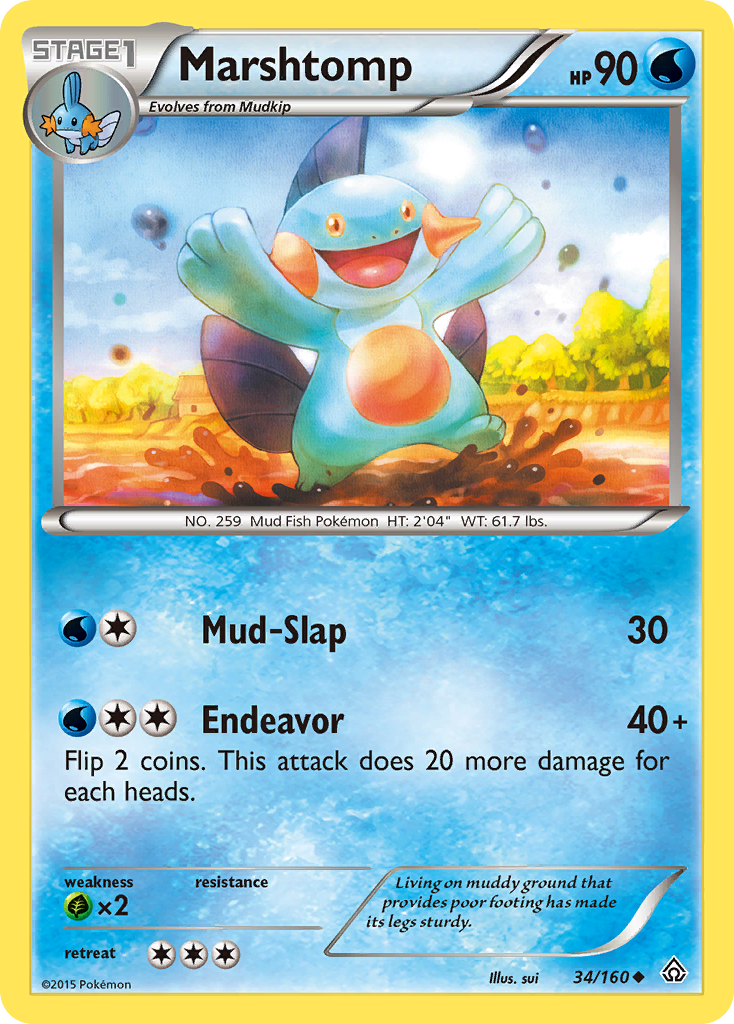 STAGE1
Marshtomp
HP 90
Evolves from Mudkip
NO. 259 Mud Fish Pokémon HT: 2'04" WT: 61.7 lbs.
Mud-Slap 30
Endeavor 40+
Flip 2 coins. This attack does 20 more damage for
each heads.
weakness resistance
×2
Living on muddy ground that
provides poor footing has made
its legs sturdy.
retreat
©2015 Pokémon
Illus. sui 34/160